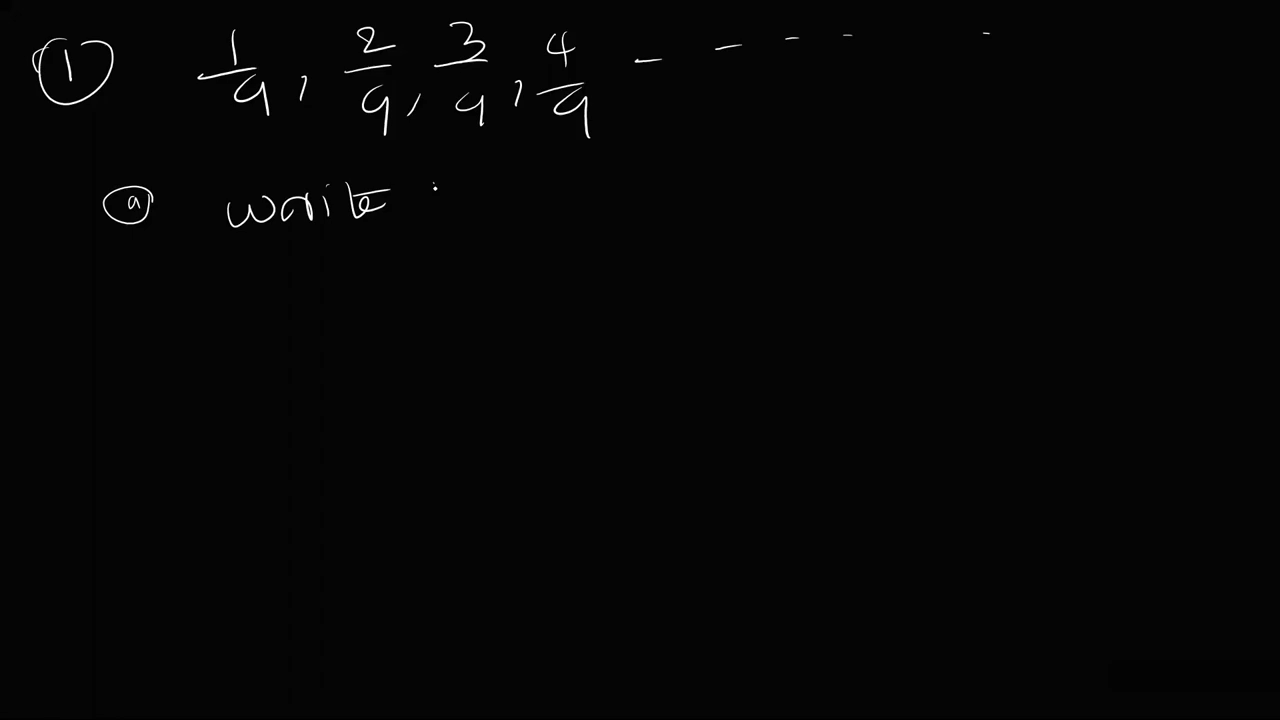 ① 1/9, 2/9, 3/9, 4/9 - - - - -
ⓐ write